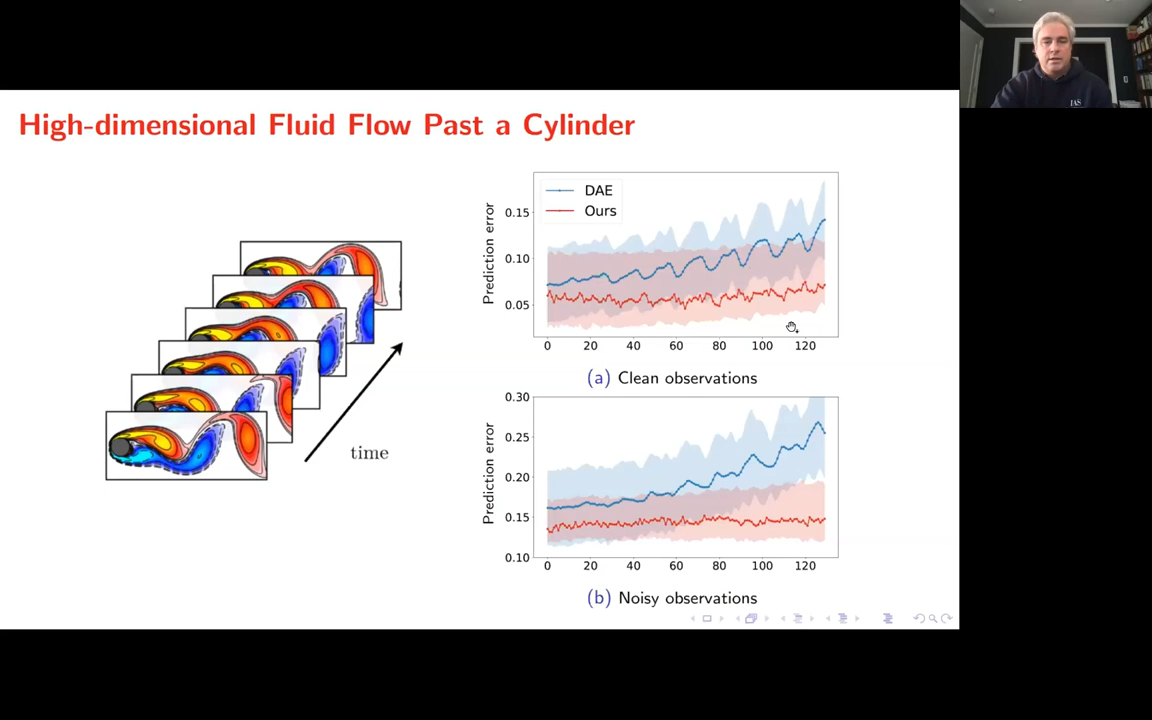 IAS
High-dimensional Fluid Flow Past a Cylinder
time
DAE
Ours
Prediction error
0.15
0.10
0.05
0 20 40 60 80 100 120
(a) Clean observations
Prediction error
0.30
0.25
0.20
0.15
0.10
0 20 40 60 80 100 120
(b) Noisy observations